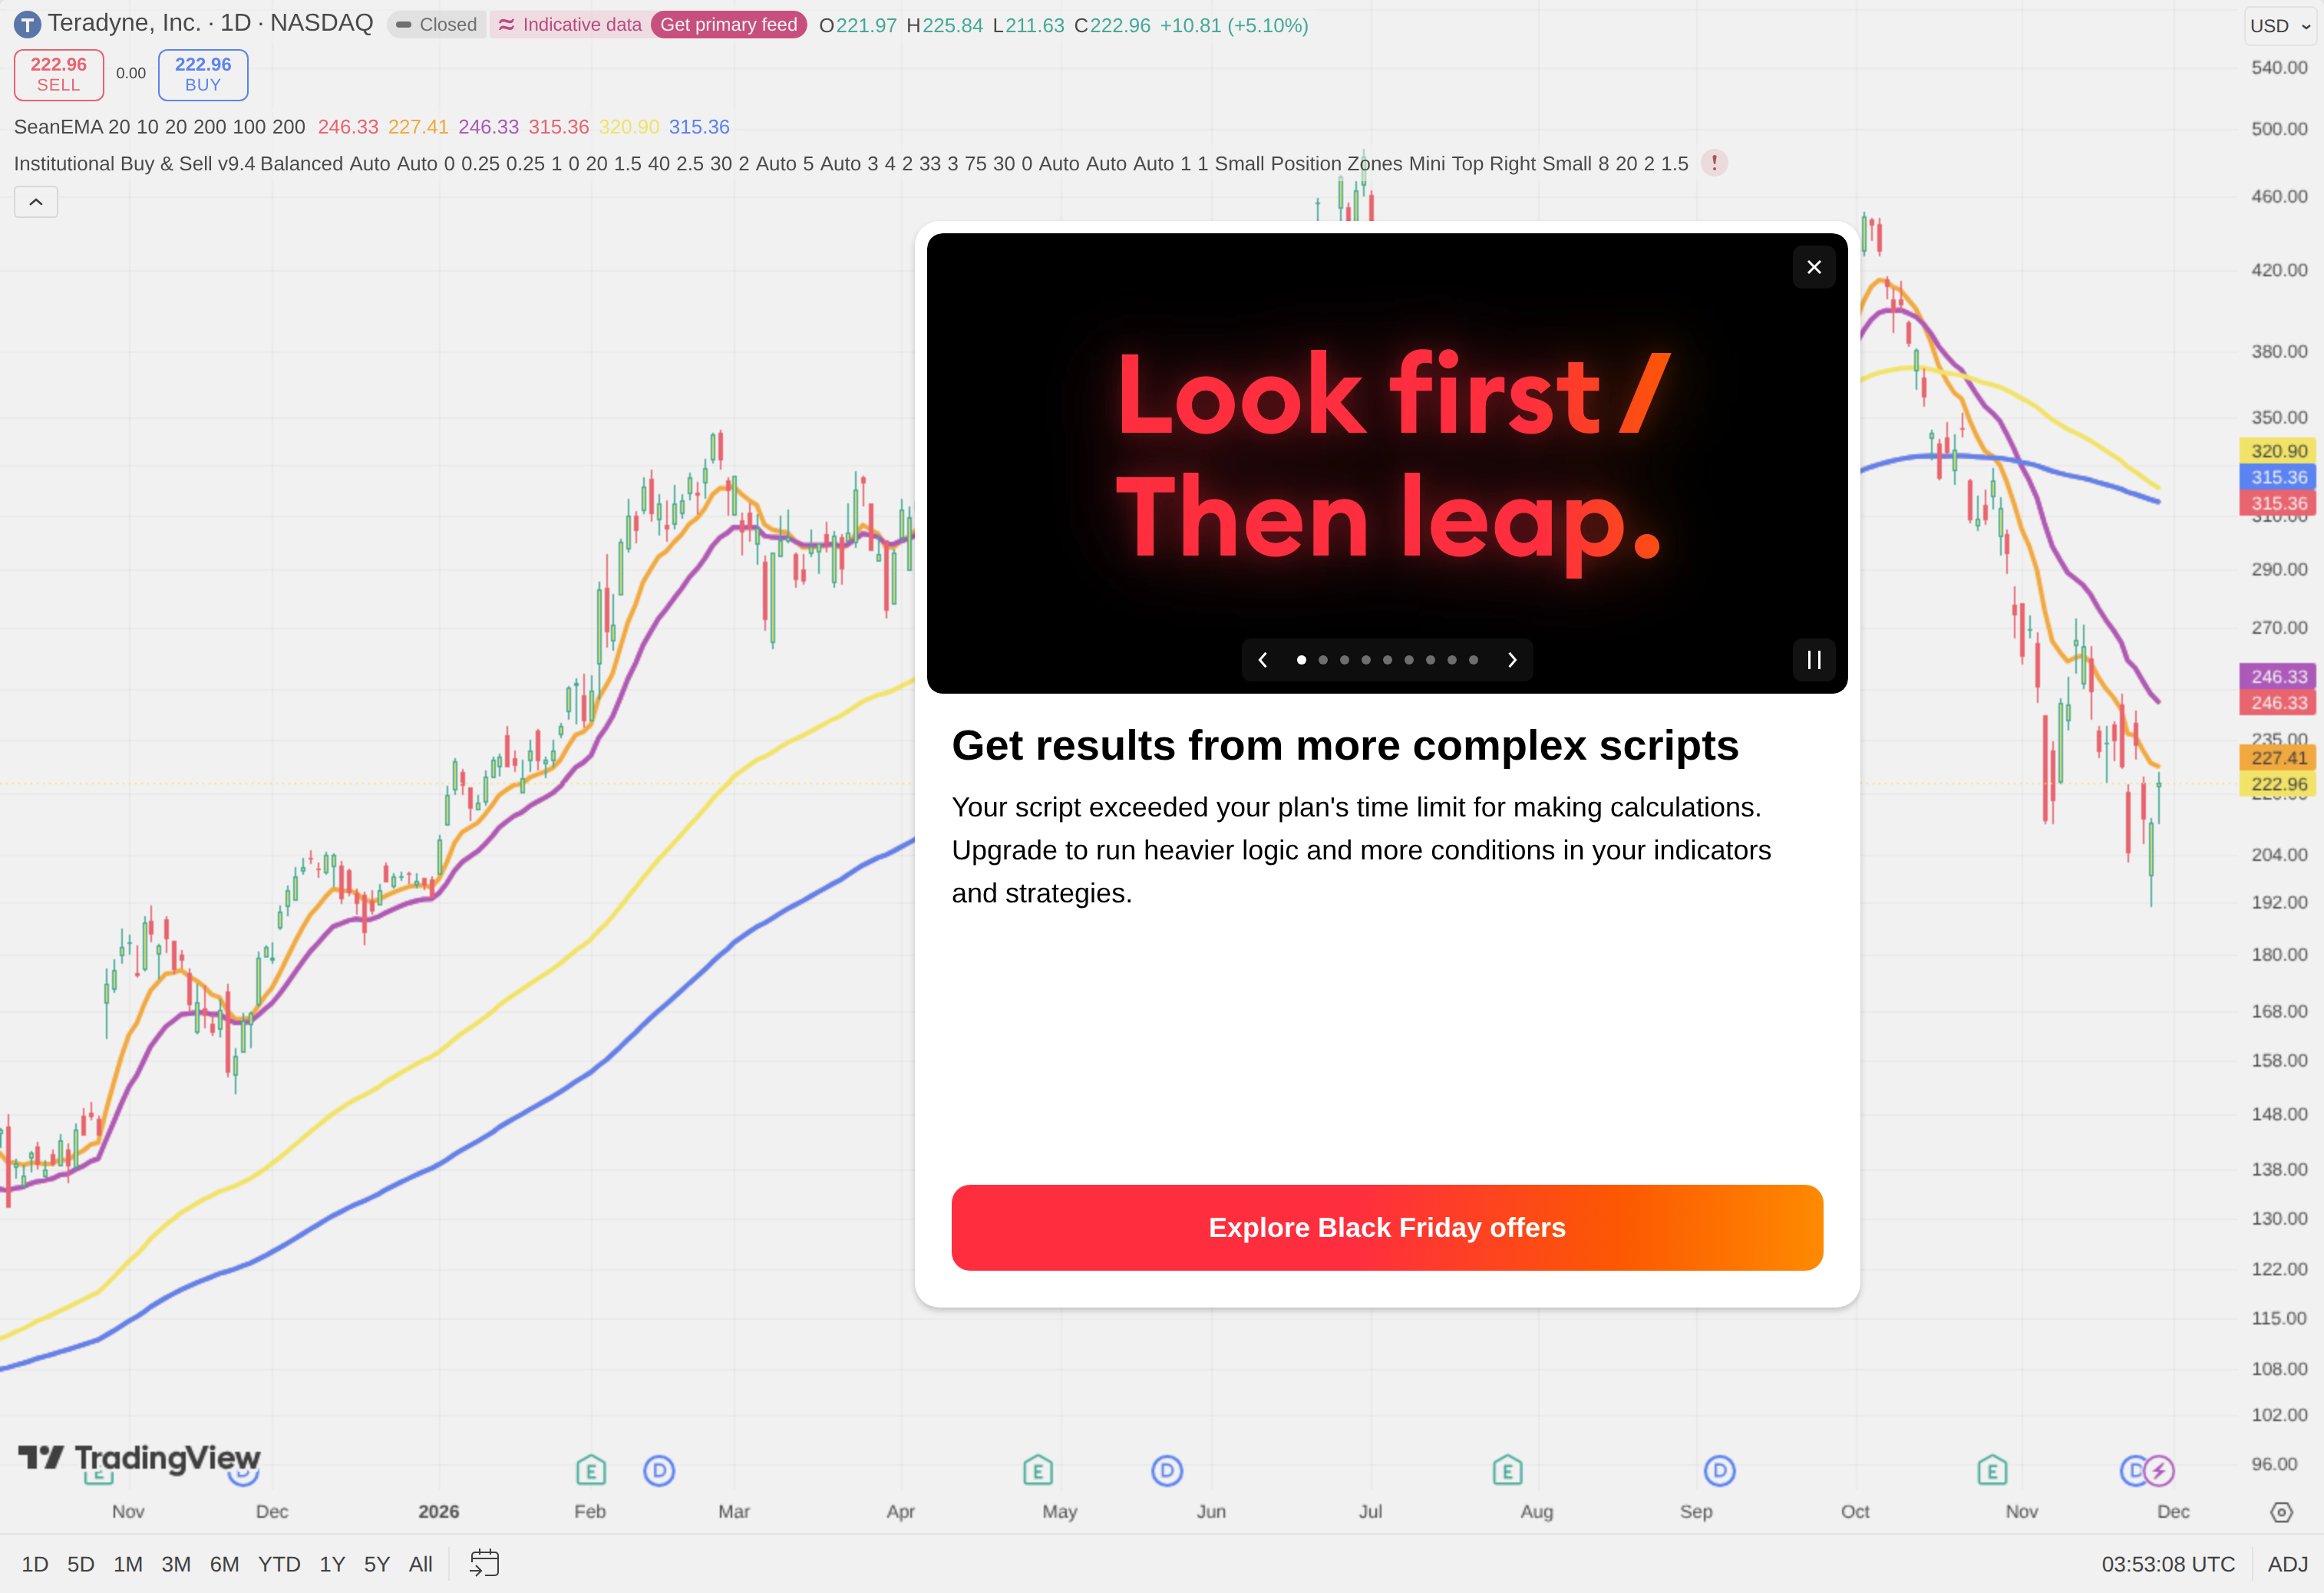 T Teradyne, Inc. · 1D · NASDAQ Closed Indicative data Get primary feed O221.97 H225.84 L211.63 C222.96 +10.81 (+5.10%)
USD
222.96 SELL 0.00 222.96 BUY
SeanEMA 20 10 20 200 100 200 246.33 227.41 246.33 315.36 320.90 315.36
Institutional Buy & Sell v9.4 Balanced Auto Auto 0 0.25 0.25 1 0 20 1.5 40 2.5 30 2 Auto 5 Auto 3 4 2 33 3 75 30 0 Auto Auto Auto 1 1 Small Position Zones Mini Top Right Small 8 20 2 1.5 !
Look first /
Then leap.
Get results from more complex scripts
Your script exceeded your plan's time limit for making calculations.
Upgrade to run heavier logic and more conditions in your indicators
and strategies.
Explore Black Friday offers
540.00
500.00
460.00
420.00
380.00
350.00
320.90
315.36
315.36
290.00
270.00
246.33
246.33
235.00
227.41
222.96
204.00
192.00
180.00
168.00
158.00
148.00
138.00
130.00
122.00
115.00
108.00
102.00
96.00
TradingView
E D E D E D E D E D
Nov Dec 2026 Feb Mar Apr May Jun Jul Aug Sep Oct Nov Dec
1D 5D 1M 3M 6M YTD 1Y 5Y All 03:53:08 UTC ADJ